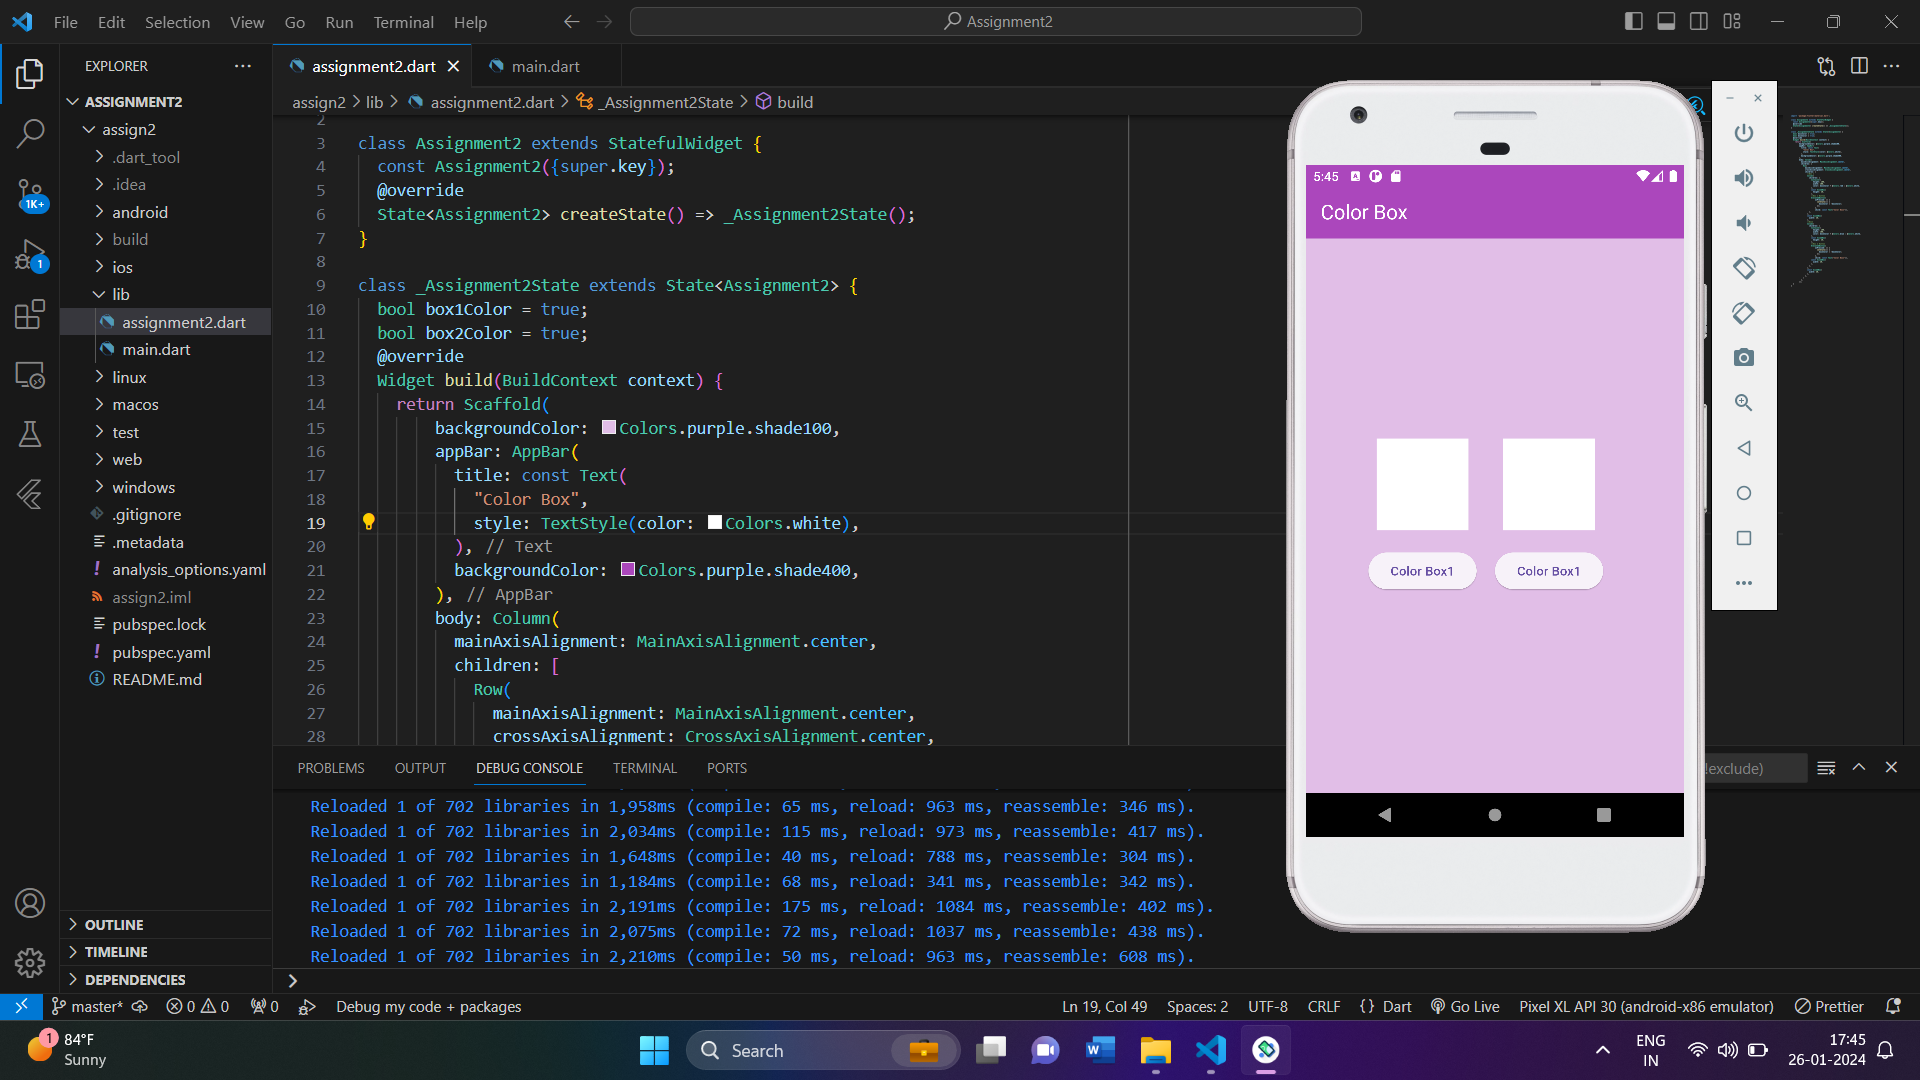 File Edit Selection View Go Run Terminal Help
Assignment2
EXPLORER
ASSIGNMENT2
assign2
.dart_tool
.idea
android
build
ios
lib
assignment2.dart
main.dart
linux
macos
test
web
windows
.gitignore
.metadata
analysis_options.yaml
assign2.iml
pubspec.lock
pubspec.yaml
README.md
OUTLINE
TIMELINE
DEPENDENCIES
1K+
1
assignment2.dart main.dart
assign2 > lib > assignment2.dart > _Assignment2State > build
2
3 class Assignment2 extends StatefulWidget {
4 const Assignment2({super.key});
5 @override
6 State<Assignment2> createState() => _Assignment2State();
7 }
8
9 class _Assignment2State extends State<Assignment2> {
10 bool box1Color = true;
11 bool box2Color = true;
12 @override
13 Widget build(BuildContext context) {
14 return Scaffold(
15 backgroundColor: Colors.purple.shade100,
16 appBar: AppBar(
17 title: const Text(
18 "Color Box",
19 style: TextStyle(color: Colors.white),
20 ), // Text
21 backgroundColor: Colors.purple.shade400,
22 ), // AppBar
23 body: Column(
24 mainAxisAlignment: MainAxisAlignment.center,
25 children: [
26 Row(
27 mainAxisAlignment: MainAxisAlignment.center,
28 crossAxisAlignment: CrossAxisAlignment.center,
5:45
Color Box
Color Box1 Color Box1
PROBLEMS OUTPUT DEBUG CONSOLE TERMINAL PORTS
!exclude)
Reloaded 1 of 702 libraries in 1,958ms (compile: 65 ms, reload: 963 ms, reassemble: 346 ms).
Reloaded 1 of 702 libraries in 2,034ms (compile: 115 ms, reload: 973 ms, reassemble: 417 ms).
Reloaded 1 of 702 libraries in 1,648ms (compile: 40 ms, reload: 788 ms, reassemble: 304 ms).
Reloaded 1 of 702 libraries in 1,184ms (compile: 68 ms, reload: 341 ms, reassemble: 342 ms).
Reloaded 1 of 702 libraries in 2,191ms (compile: 175 ms, reload: 1084 ms, reassemble: 402 ms).
Reloaded 1 of 702 libraries in 2,075ms (compile: 72 ms, reload: 1037 ms, reassemble: 438 ms).
Reloaded 1 of 702 libraries in 2,210ms (compile: 50 ms, reload: 963 ms, reassemble: 608 ms).
master* 0 0 0 Debug my code + packages Ln 19, Col 49 Spaces: 2 UTF-8 CRLF {} Dart Go Live Pixel XL API 30 (android-x86 emulator) Prettier
1
84°F
Sunny
Search
ENG
IN
17:45
26-01-2024